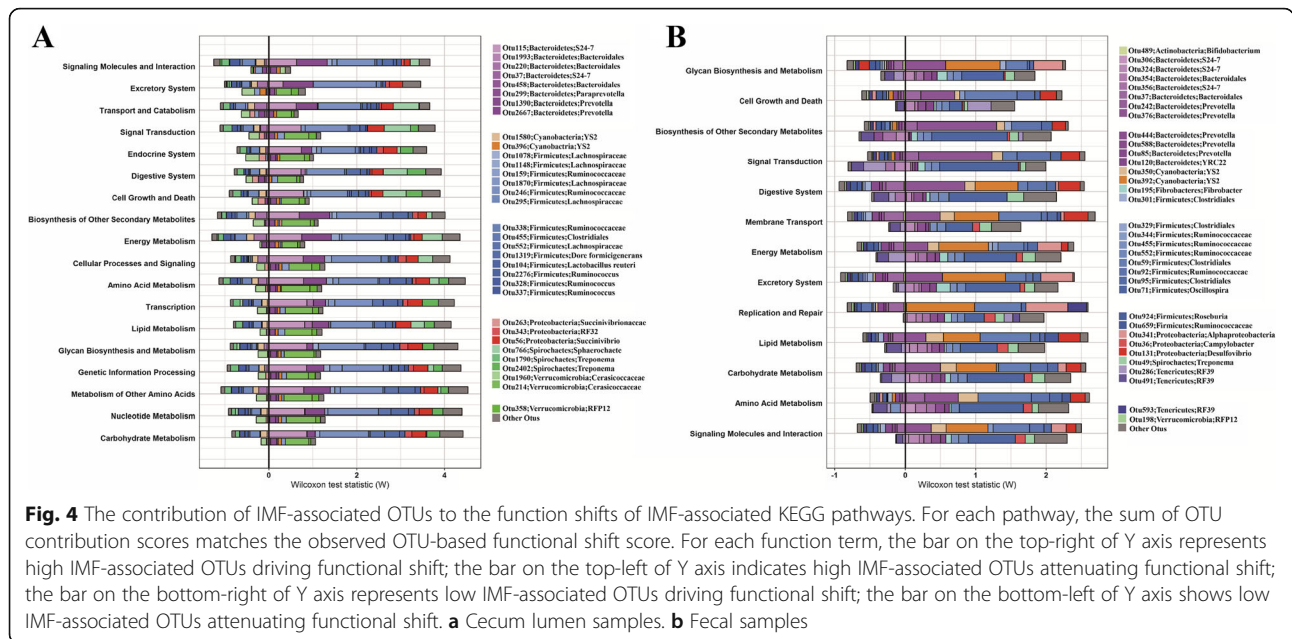 A
Signaling Molecules and Interaction
Excretory System
Transport and Catabolism
Signal Transduction
Endocrine System
Digestive System
Cell Growth and Death
Biosynthesis of Other Secondary Metabolites
Energy Metabolism
Cellular Processes and Signaling
Amino Acid Metabolism
Transcription
Lipid Metabolism
Glycan Biosynthesis and Metabolism
Genetic Information Processing
Metabolism of Other Amino Acids
Nucleotide Metabolism
Carbohydrate Metabolism
0 2 4
Wilcoxon test statistic (W)
Otu115;Bacteroidetes;S24-7
Otu1993;Bacteroidetes;Bacteroidales
Otu220;Bacteroidetes;Bacteroidales
Otu37;Bacteroidetes;S24-7
Otu458;Bacteroidetes;Bacteroidales
Otu299;Bacteroidetes;Paraprevotella
Otu1390;Bacteroidetes;Prevotella
Otu2667;Bacteroidetes;Prevotella
Otu1580;Cyanobacteria;YS2
Otu396;Cyanobacteria;YS2
Otu1078;Firmicutes;Lachnospiraceae
Otu1148;Firmicutes;Lachnospiraceae
Otu159;Firmicutes;Ruminococcaceae
Otu1870;Firmicutes;Lachnospiraceae
Otu246;Firmicutes;Ruminococcaceae
Otu295;Firmicutes;Lachnospiraceae
Otu338;Firmicutes;Ruminococcaceae
Otu455;Firmicutes;Clostridiales
Otu552;Firmicutes;Lachnospiraceae
Otu1319;Firmicutes;Dore formicigenerans
Otu104;Firmicutes;Lactobacillus reuteri
Otu2276;Firmicutes;Ruminococcus
Otu328;Firmicutes;Ruminococcus
Otu337;Firmicutes;Ruminococcus
Otu263;Proteobacteria;Succinivibrionaceae
Otu343;Proteobacteria;RF32
Otu56;Proteobacteria;Succinivibrio
Otu766;Spirochaetes;Sphaerochaete
Otu1790;Spirochaetes;Treponema
Otu2402;Spirochaetes;Treponema
Otu1960;Verrucomicrobia;Cerasicoccaceae
Otu214;Verrucomicrobia;Cerasicoccaceae
Otu358;Verrucomicrobia;RFP12
Other Otus
B
Glycan Biosynthesis and Metabolism
Cell Growth and Death
Biosynthesis of Other Secondary Metabolites
Signal Transduction
Digestive System
Membrane Transport
Energy Metabolism
Excretory System
Replication and Repair
Lipid Metabolism
Carbohydrate Metabolism
Amino Acid Metabolism
Signaling Molecules and Interaction
-1 0 1 2
Wilcoxon test statistic (W)
Otu489;Actinobacteria;Bifidobacterium
Otu306;Bacteroidetes;S24-7
Otu324;Bacteroidetes;S24-7
Otu354;Bacteroidetes;Bacteroidales
Otu356;Bacteroidetes;S24-7
Otu37;Bacteroidetes;Bacteroidales
Otu242;Bacteroidetes;Prevotella
Otu376;Bacteroidetes;Prevotella
Otu444;Bacteroidetes;Prevotella
Otu588;Bacteroidetes;Prevotella
Otu85;Bacteroidetes;Prevotella
Otu120;Bacteroidetes;YRC22
Otu350;Cyanobacteria;YS2
Otu392;Cyanobacteria;YS2
Otu195;Fibrobacteres;Fibrobacter
Otu301;Firmicutes;Clostridiales
Otu329;Firmicutes;Clostridiales
Otu344;Firmicutes;Ruminococcaceae
Otu455;Firmicutes;Ruminococcaceae
Otu552;Firmicutes;Ruminococcaceae
Otu59;Firmicutes;Clostridiales
Otu92;Firmicutes;Ruminococcaceae
Otu95;Firmicutes;Clostridiales
Otu71;Firmicutes;Oscillospira
Otu924;Firmicutes;Roseburia
Otu659;Firmicutes;Ruminococcaceae
Otu341;Proteobacteria;Alphaproteobacteria
Otu36;Proteobacteria;Campylobacter
Otu131;Proteobacteria;Desulfovibrio
Otu49;Spirochaetes;Treponema
Otu286;Tenericutes;RF39
Otu491;Tenericutes;RF39
Otu593;Tenericutes;RF39
Otu198;Verrucomicrobia;RFP12
Other Otus
Fig. 4 The contribution of IMF-associated OTUs to the function shifts of IMF-associated KEGG pathways. For each pathway, the sum of OTU
contribution scores matches the observed OTU-based functional shift score. For each function term, the bar on the top-right of Y axis represents
high IMF-associated OTUs driving functional shift; the bar on the top-left of Y axis indicates high IMF-associated OTUs attenuating functional shift;
the bar on the bottom-right of Y axis represents low IMF-associated OTUs driving functional shift; the bar on the bottom-left of Y axis shows low
IMF-associated OTUs attenuating functional shift. a Cecum lumen samples. b Fecal samples